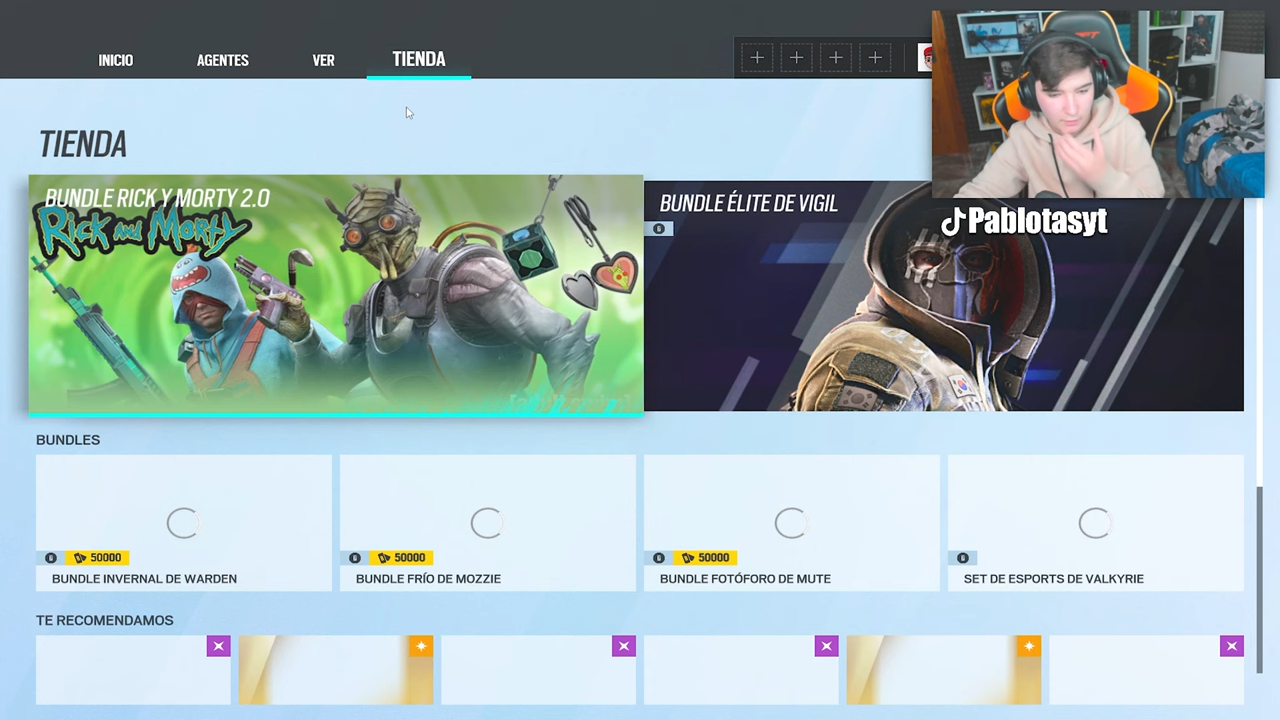 INICIO
AGENTES
VER
TIENDA
TIENDA
BUNDLE RICK Y MORTY 2.0
RICK AND MORTY
BUNDLE ÉLITE DE VIGIL
Pablotasyt
BUNDLES
50000
50000
50000
BUNDLE INVERNAL DE WARDEN
BUNDLE FRÍO DE MOZZIE
BUNDLE FOTÓFORO DE MUTE
SET DE ESPORTS DE VALKYRIE
TE RECOMENDAMOS